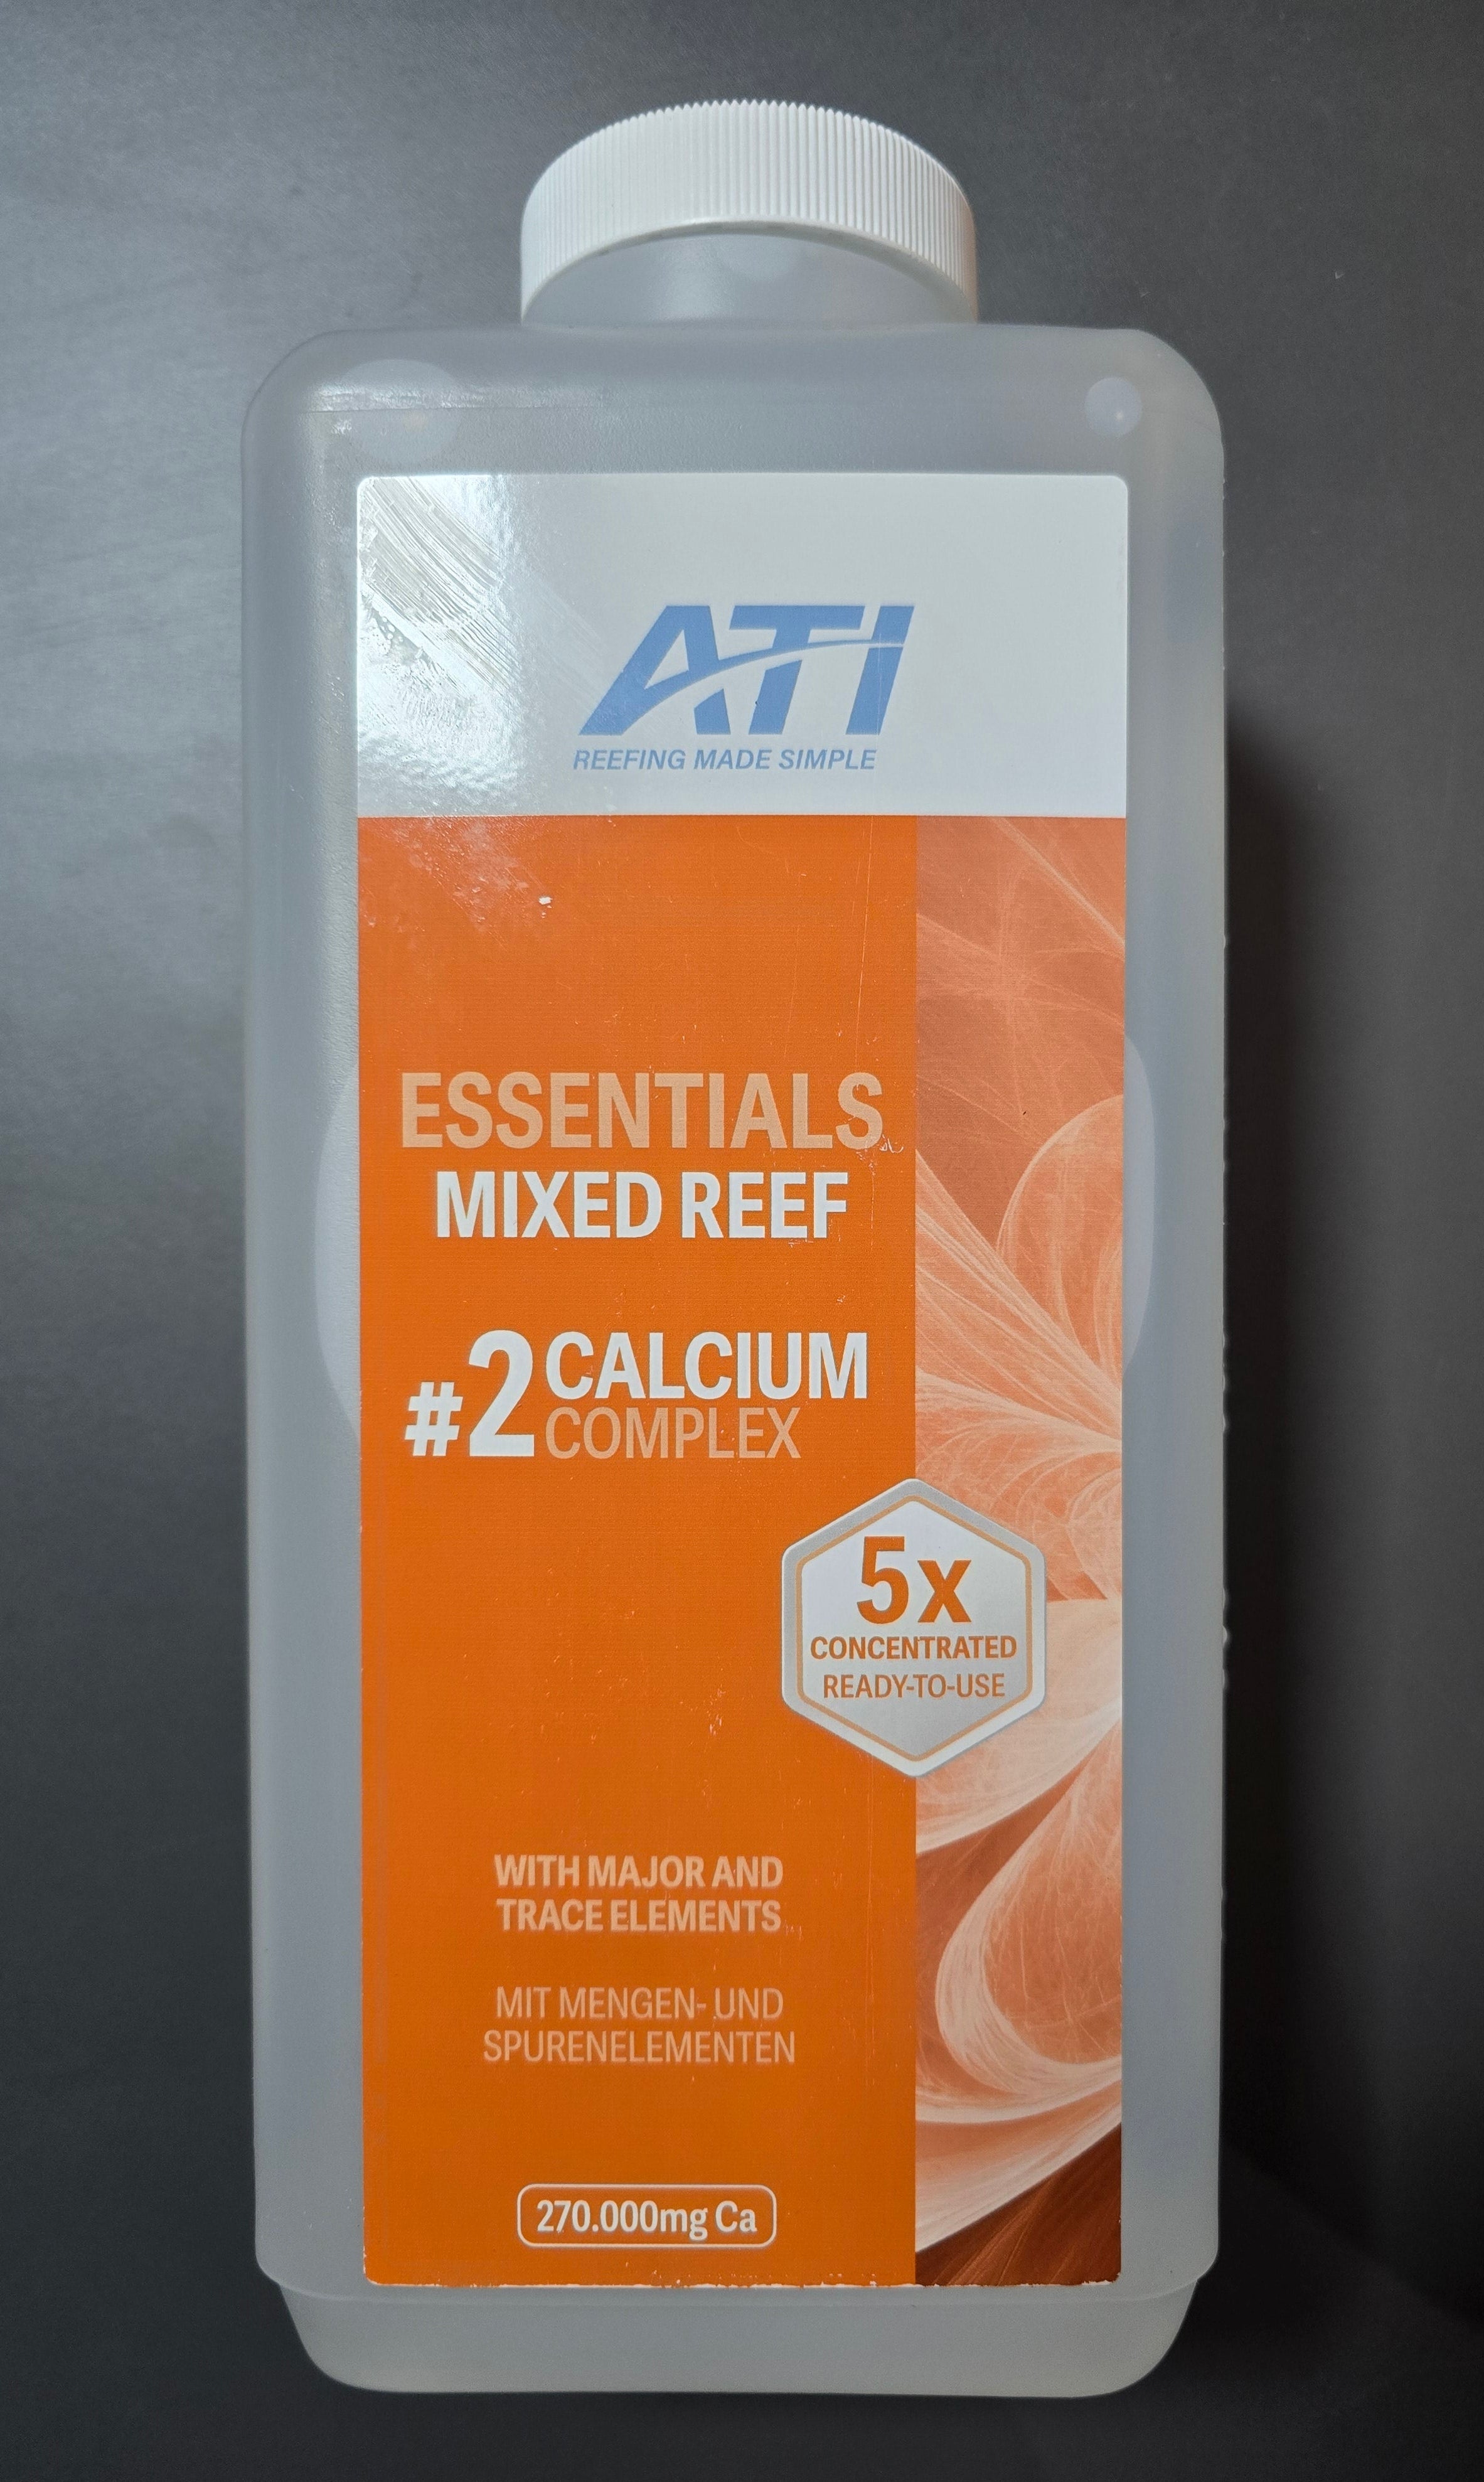 ATI
REEFING MADE SIMPLE
ESSENTIALS
MIXED REEF
#2 CALCIUM
COMPLEX
5x
CONCENTRATED
READY-TO-USE
WITH MAJOR AND
TRACE ELEMENTS
MIT MENGEN- UND
SPURENELEMENTEN
270.000mg Ca